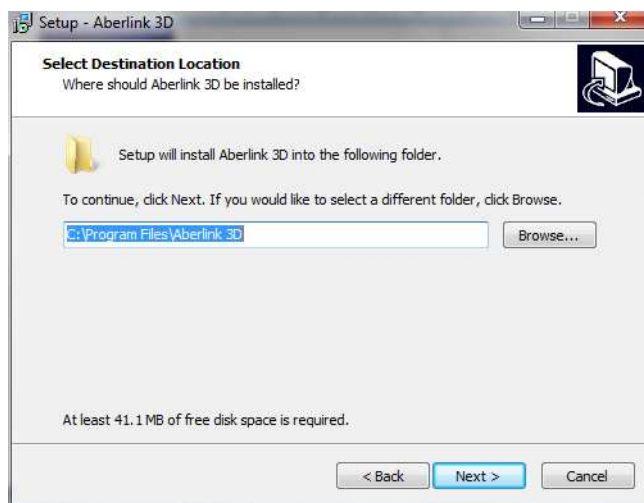 Setup - Aberlink 3D
Select Destination Location
Where should Aberlink 3D be installed?
Setup will install Aberlink 3D into the following folder.
To continue, click Next. If you would like to select a different folder, click Browse.
C:\Program Files\Aberlink 3D
Browse...
At least 41.1 MB of free disk space is required.
< Back
Next >
Cancel